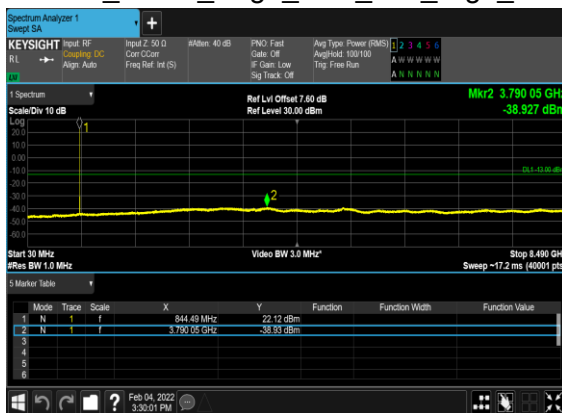 Spectrum Analyzer 1
Swept SA
KEYSIGHT Input: RF Input Z: 50 Ω #Atten: 40 dB PNO: Fast Avg Type: Power (RMS) 1 2 3 4 5 6
RL Coupling: DC Corr CCorr Gate: Off Avg|Hold: 100/100 A W W W W W
Align: Auto Freq Ref: Int (S) IF Gain: Low Trig: Free Run
Sig Track: Off A N N N N N
1 Spectrum Ref Lvl Offset 7.60 dB Mkr2 3.790 05 GHz
Scale/Div 10 dB Ref Level 30.00 dBm -38.927 dBm
Log
1
20.0
10.0
0.00
-10.0 DL1 -13.00 dBm
-20.0
-30.0
2
-40.0
-50.0
-60.0
Start 30 MHz Video BW 3.0 MHz* Stop 8.490 GHz
#Res BW 1.0 MHz Sweep ~17.2 ms (40001 pts)
5 Marker Table
Mode Trace Scale X Y Function Function Width Function Value
1 N 1 f 844.49 MHz 22.12 dBm
2 N 1 f 3.790 05 GHz -38.93 dBm
3
4
5
6
? Feb 04, 2022
3:30:01 PM